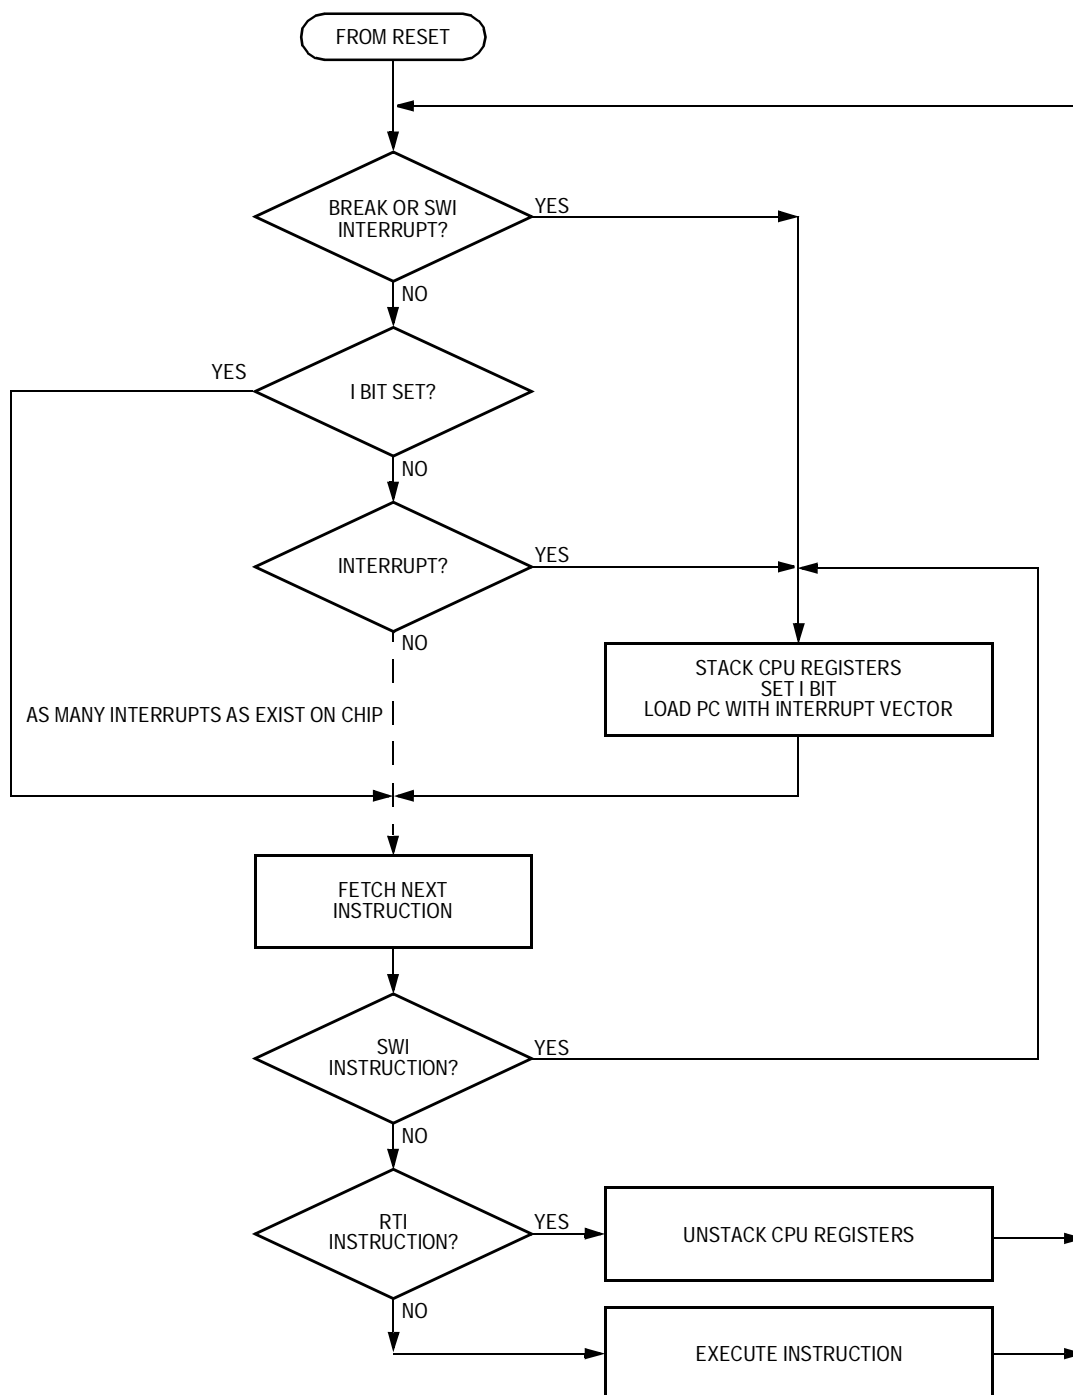 FROM RESET
BREAK OR SWI
INTERRUPT?
YES
NO
YES
I BIT SET?
NO
INTERRUPT?
YES
NO
STACK CPU REGISTERS
SET I BIT
LOAD PC WITH INTERRUPT VECTOR
AS MANY INTERRUPTS AS EXIST ON CHIP
FETCH NEXT
INSTRUCTION
SWI
INSTRUCTION?
YES
NO
RTI
INSTRUCTION?
YES
UNSTACK CPU REGISTERS
NO
EXECUTE INSTRUCTION